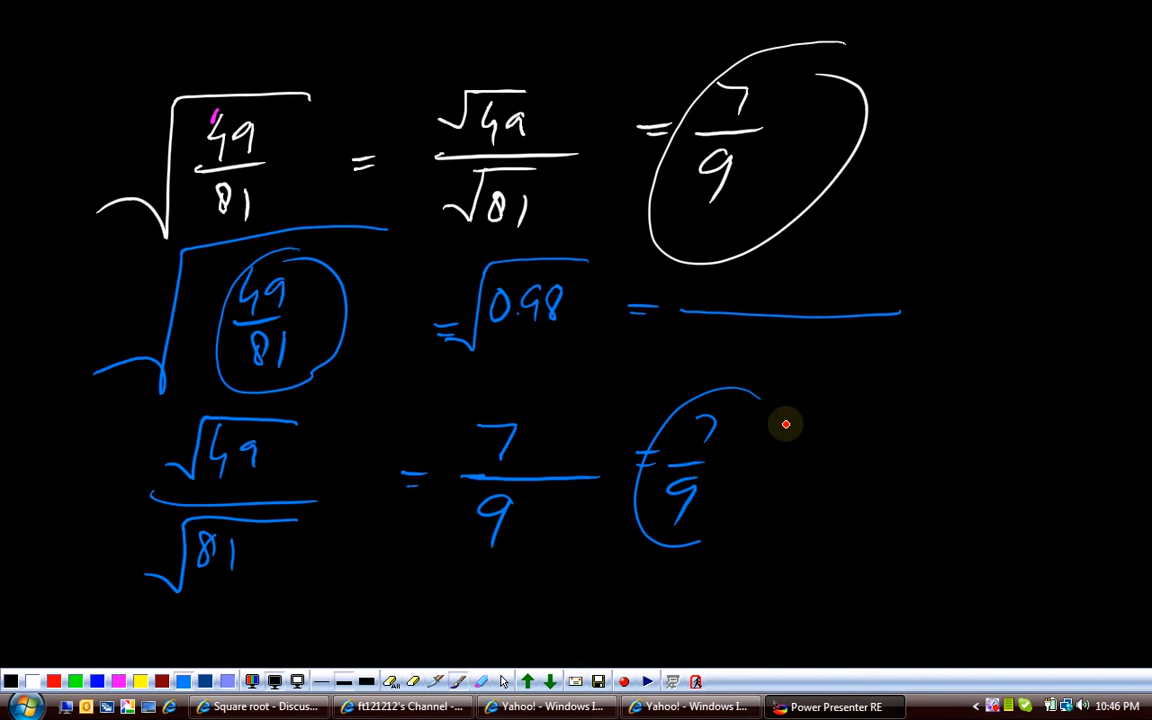 √(49/81) = √49/√81 = 7/9
√(49/81) = √0.98 =
√49/√81 = 7/9 = 7/9
Square root - Discus... ft121212's Channel -... Yahoo! - Windows I... Yahoo! - Windows I... Power Presenter RE 10:46 PM